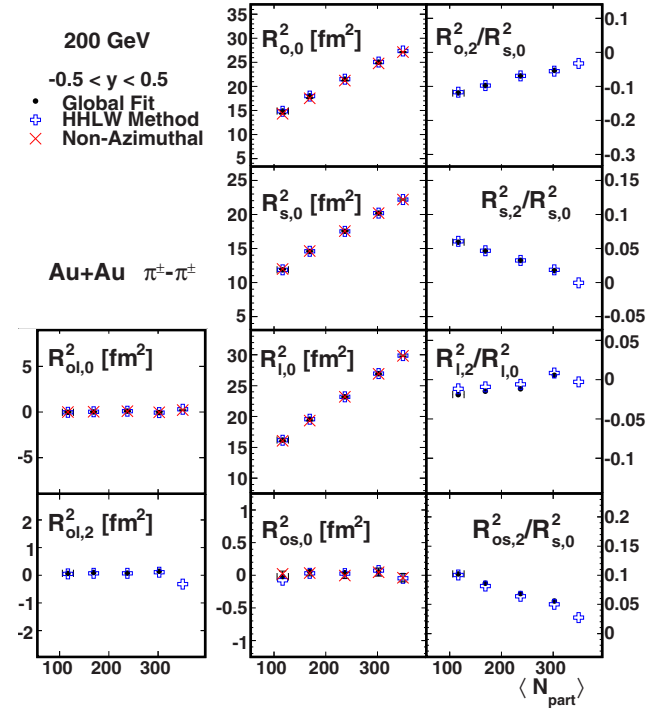 200 GeV
-0.5 < y < 0.5
Global Fit
HHLW Method
Non-Azimuthal
Au+Au π±-π±
R²o,0 [fm²]
35
30
25
20
15
10
5
R²o,2/R²s,0
0.1
0
-0.1
-0.2
-0.3
R²s,0 [fm²]
25
20
15
10
5
R²s,2/R²s,0
0.15
0.1
0.05
0
-0.05
R²ol,0 [fm²]
5
0
-5
R²l,0 [fm²]
30
25
20
15
10
R²l,2/R²l,0
0.05
0
-0.05
-0.1
R²ol,2 [fm²]
2
1
0
-1
-2
R²os,0 [fm²]
1
0.5
0
-0.5
-1
R²os,2/R²s,0
0.2
0.1
0.05
0
100 200 300
100 200 300
100 200 300
⟨ Npart ⟩